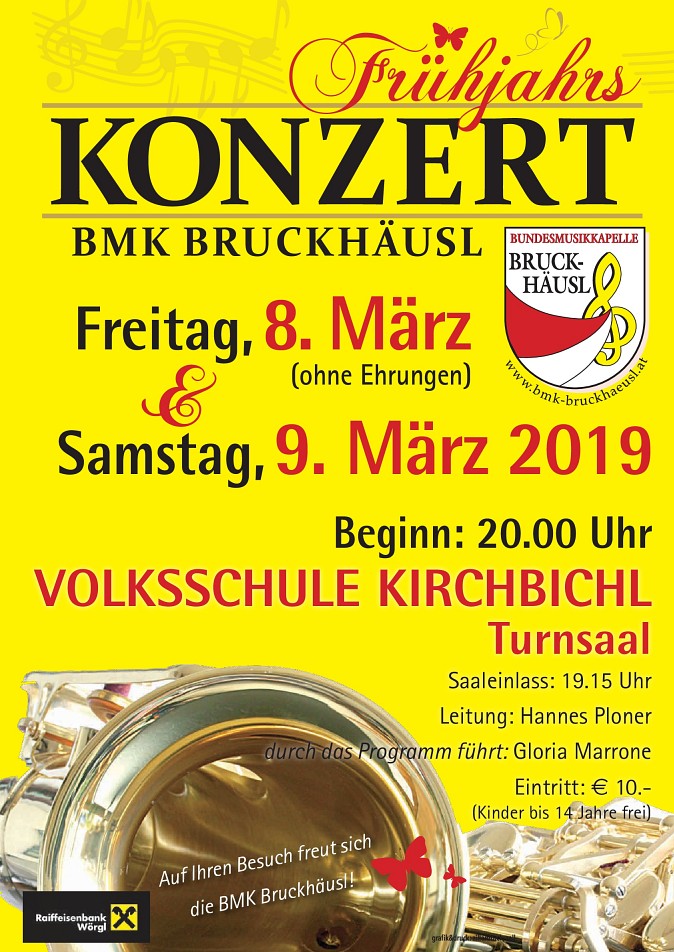 Frühjahrs
KONZERT
BMK BRUCKHÄUSL
BUNDESMUSIKKAPELLE
BRUCK-
HÄUSL
www.bmk-bruckhaeusl.at
Freitag, 8. März
(ohne Ehrungen)
&
Samstag, 9. März 2019
Beginn: 20.00 Uhr
VOLKSSCHULE KIRCHBICHL
Turnsaal
Saaleinlass: 19.15 Uhr
Leitung: Hannes Ploner
durch das Programm führt: Gloria Marrone
Eintritt: € 10.-
(Kinder bis 14 Jahre frei)
Auf Ihren Besuch freut sich
die BMK Bruckhäusl!
Raiffeisenbank
Wörgl